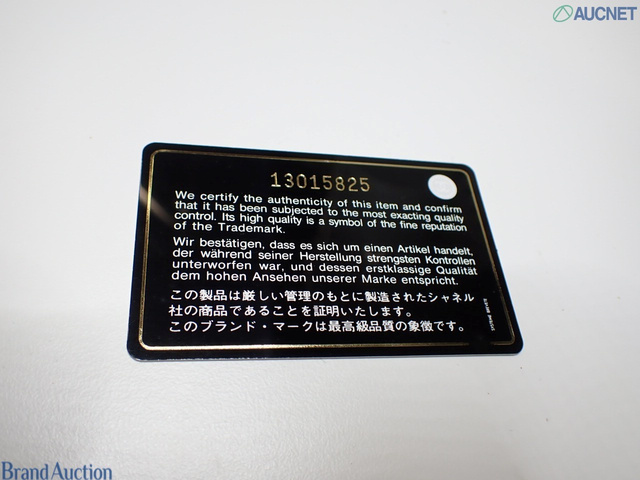 AUCNET
13015825
We certify the authenticity of this item and confirm
that it has been subjected to the most exacting quality
control. Its high quality is a symbol of the fine reputation
of the Trademark.
Wir bestätigen, dass es sich um einen Artikel handelt,
der während seiner Herstellung strengsten Kontrollen
unterworfen war, und dessen erstklassige Qualität
dem hohen Ansehen unserer Marke entspricht.
この製品は厳しい管理のもとに製造されたシャネル
社の商品であることを証明いたします。
このブランド・マークは最高級品質の象徴です。
Brand Auction